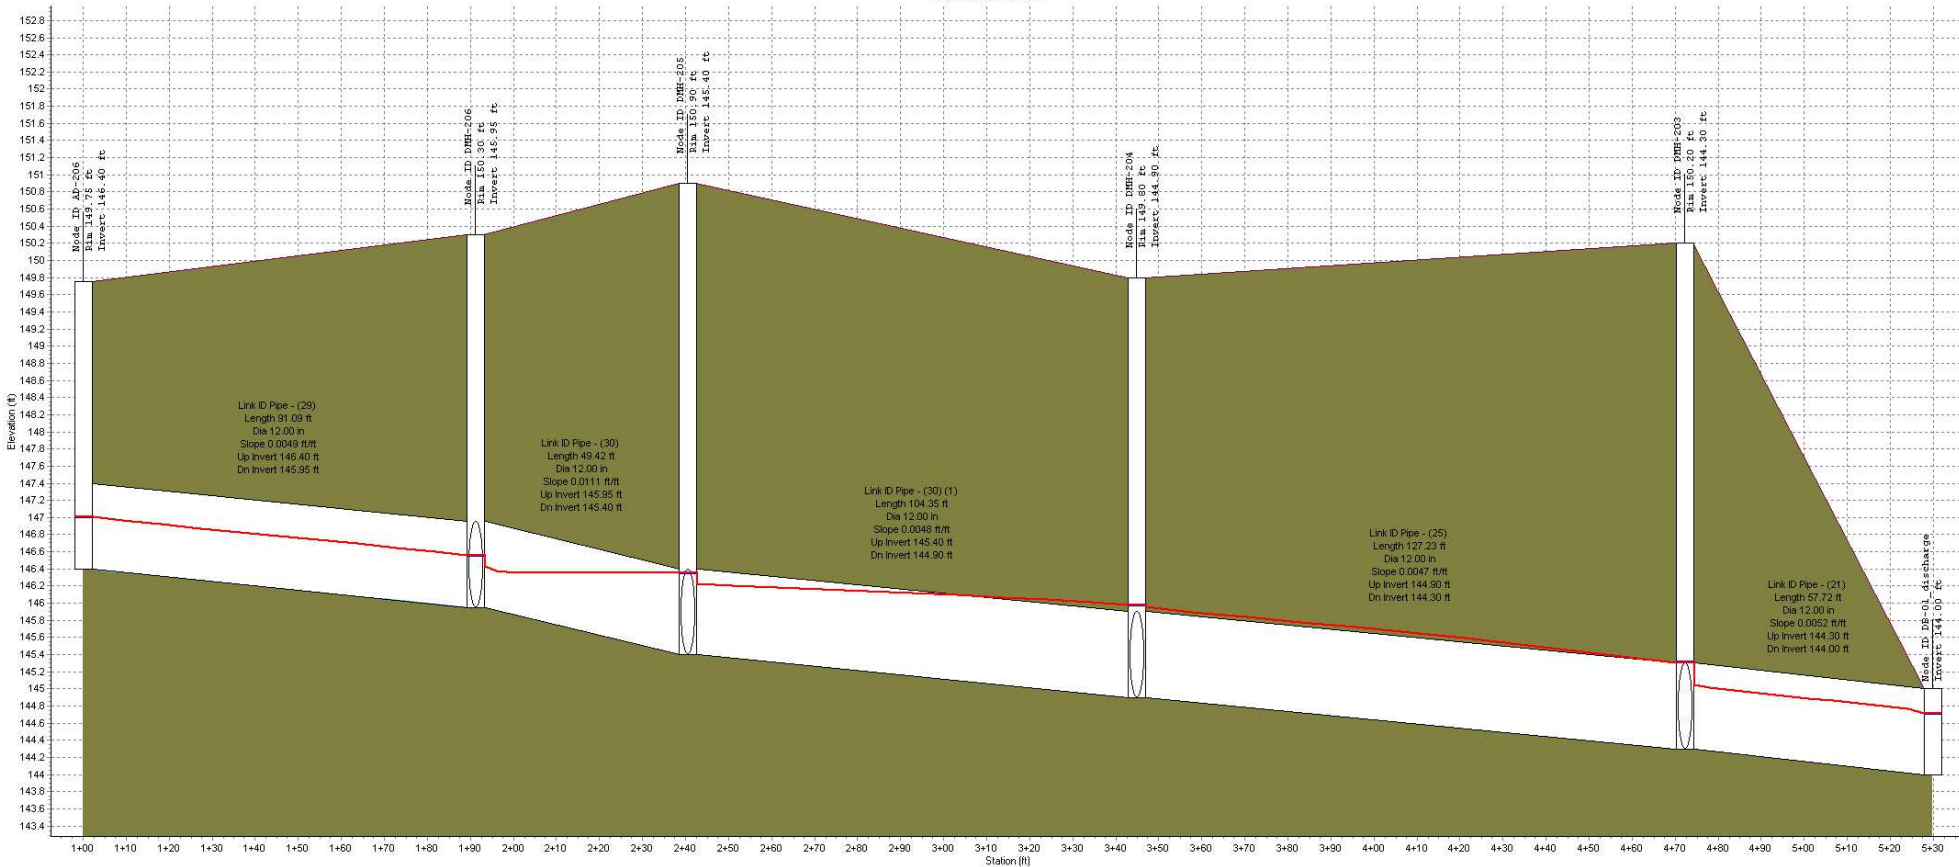 Node ID AD-206
Rim 149.75 ft
Invert 146.40 ft
Node ID DMH-206
Rim 150.30 ft
Invert 145.95 ft
Node ID DMH-205
Rim 150.90 ft
Invert 145.40 ft
Node ID DMH-204
Rim 149.80 ft
Invert 144.90 ft
Node ID DMH-203
Rim 150.20 ft
Invert 144.30 ft
Node ID DB-01_discharge
Invert 144.00 ft
Link ID Pipe - (29)
Length 91.09 ft
Dia 12.00 in
Slope 0.0049 ft/ft
Up Invert 146.40 ft
Dn Invert 145.95 ft
Link ID Pipe - (30)
Length 49.42 ft
Dia 12.00 in
Slope 0.0111 ft/ft
Up Invert 145.95 ft
Dn Invert 145.40 ft
Link ID Pipe - (30) (1)
Length 104.35 ft
Dia 12.00 in
Slope 0.0048 ft/ft
Up Invert 145.40 ft
Dn Invert 144.90 ft
Link ID Pipe - (25)
Length 127.23 ft
Dia 12.00 in
Slope 0.0047 ft/ft
Up Invert 144.90 ft
Dn Invert 144.30 ft
Link ID Pipe - (21)
Length 57.72 ft
Dia 12.00 in
Slope 0.0052 ft/ft
Up Invert 144.30 ft
Dn Invert 144.00 ft
Elevation (ft)
152.8
152.6
152.4
152.2
152
151.8
151.6
151.4
151.2
151
150.8
150.6
150.4
150.2
150
149.8
149.6
149.4
149.2
149
148.8
148.6
148.4
148.2
148
147.8
147.6
147.4
147.2
147
146.8
146.6
146.4
146.2
146
145.8
145.6
145.4
145.2
145
144.8
144.6
144.4
144.2
144
143.8
143.6
143.4
1+00 1+10 1+20 1+30 1+40 1+50 1+60 1+70 1+80 1+90 2+00 2+10 2+20 2+30 2+40 2+50 2+60 2+70 2+80 2+90 3+00 3+10 3+20 3+30 3+40 3+50 3+60 3+70 3+80 3+90 4+00 4+10 4+20 4+30 4+40 4+50 4+60 4+70 4+80 4+90 5+00 5+10 5+20 5+30
Station (ft)